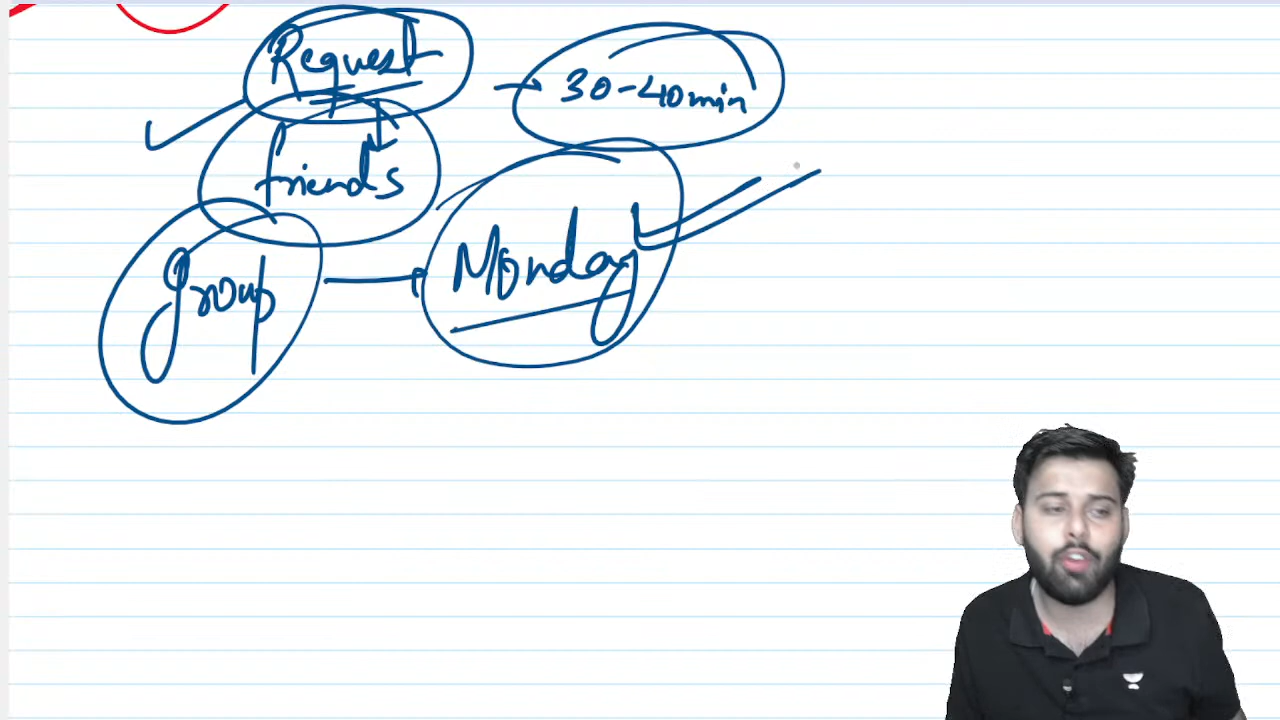 Request → 30-40min
friends
Group → Monday